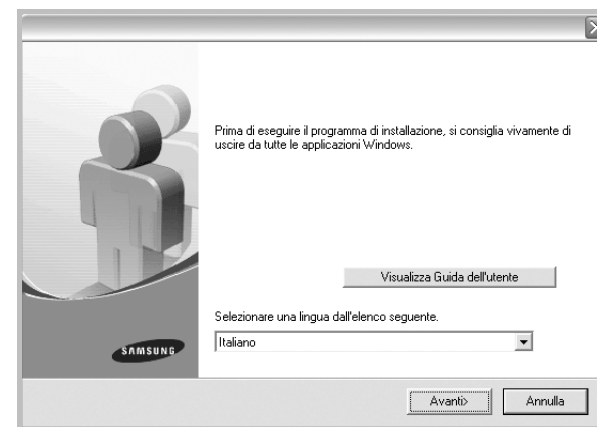 Prima di eseguire il programma di installazione, si consiglia vivamente di
uscire da tutte le applicazioni Windows.
Visualizza Guida dell'utente
Selezionare una lingua dall'elenco seguente.
Italiano
SAMSUNG
Avanti>
Annulla